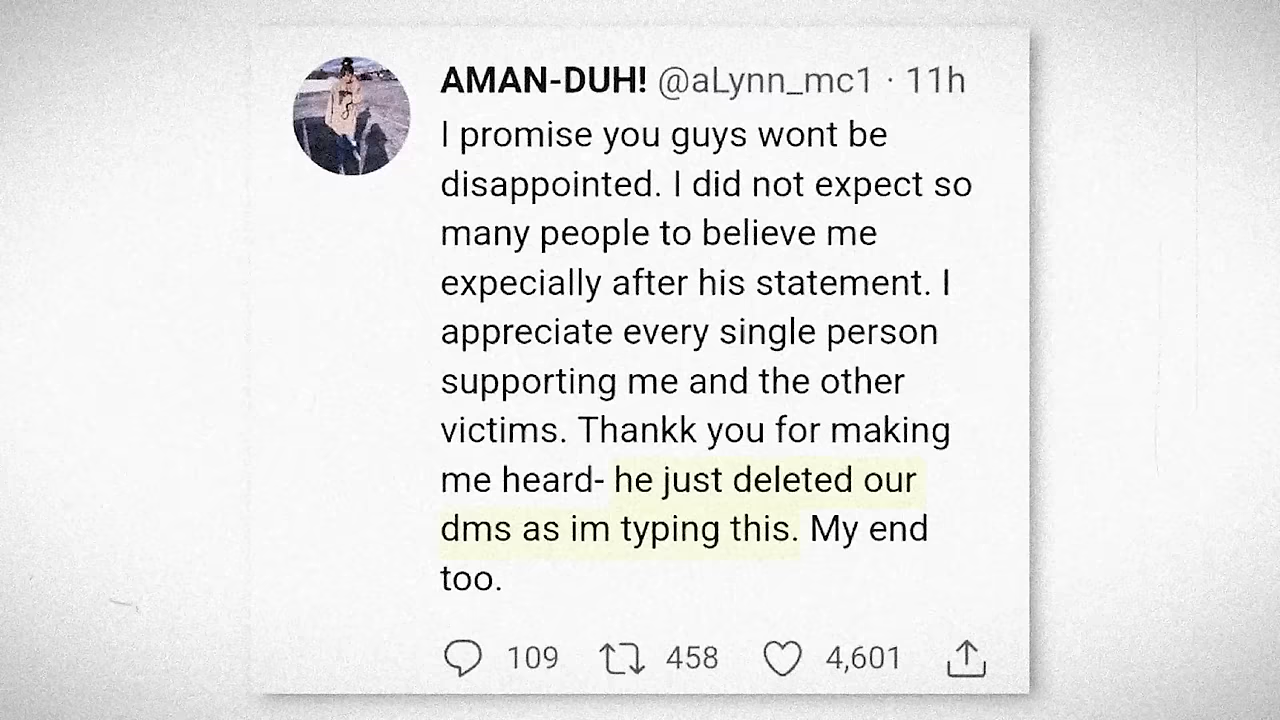 AMAN-DUH! @aLynn_mc1 · 11h
I promise you guys wont be
disappointed. I did not expect so
many people to believe me
expecially after his statement. I
appreciate every single person
supporting me and the other
victims. Thankk you for making
me heard- he just deleted our
dms as im typing this. My end
too.
109 458 4,601